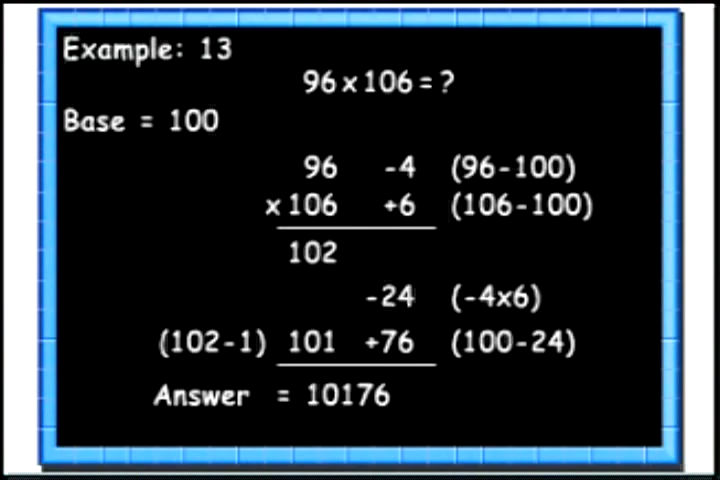 Example: 13
96 x 106 = ?
Base = 100
96 -4 (96-100)
x 106 +6 (106-100)
102
-24 (-4x6)
(102-1) 101 +76 (100-24)
Answer = 10176